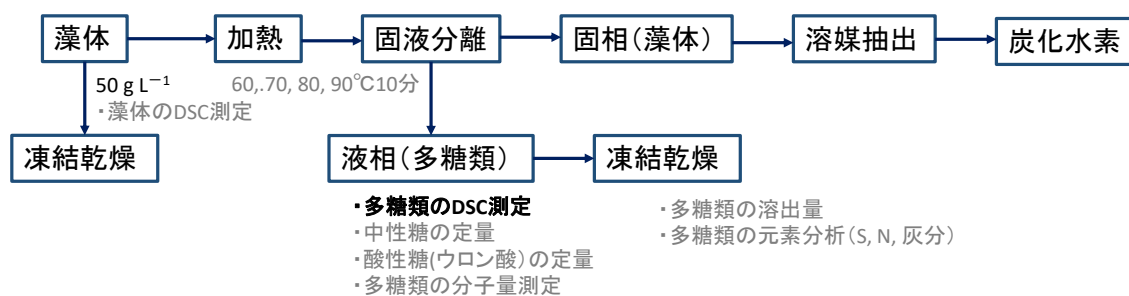 藻体
加熱
固液分離
固相(藻体)
溶媒抽出
炭化水素
50 g L－1
60,.70, 80, 90℃10分
・藻体のDSC測定
凍結乾燥
液相(多糖類)
凍結乾燥
・多糖類のDSC測定
・中性糖の定量
・酸性糖(ウロン酸)の定量
・多糖類の分子量測定
・多糖類の溶出量
・多糖類の元素分析(S, N, 灰分)